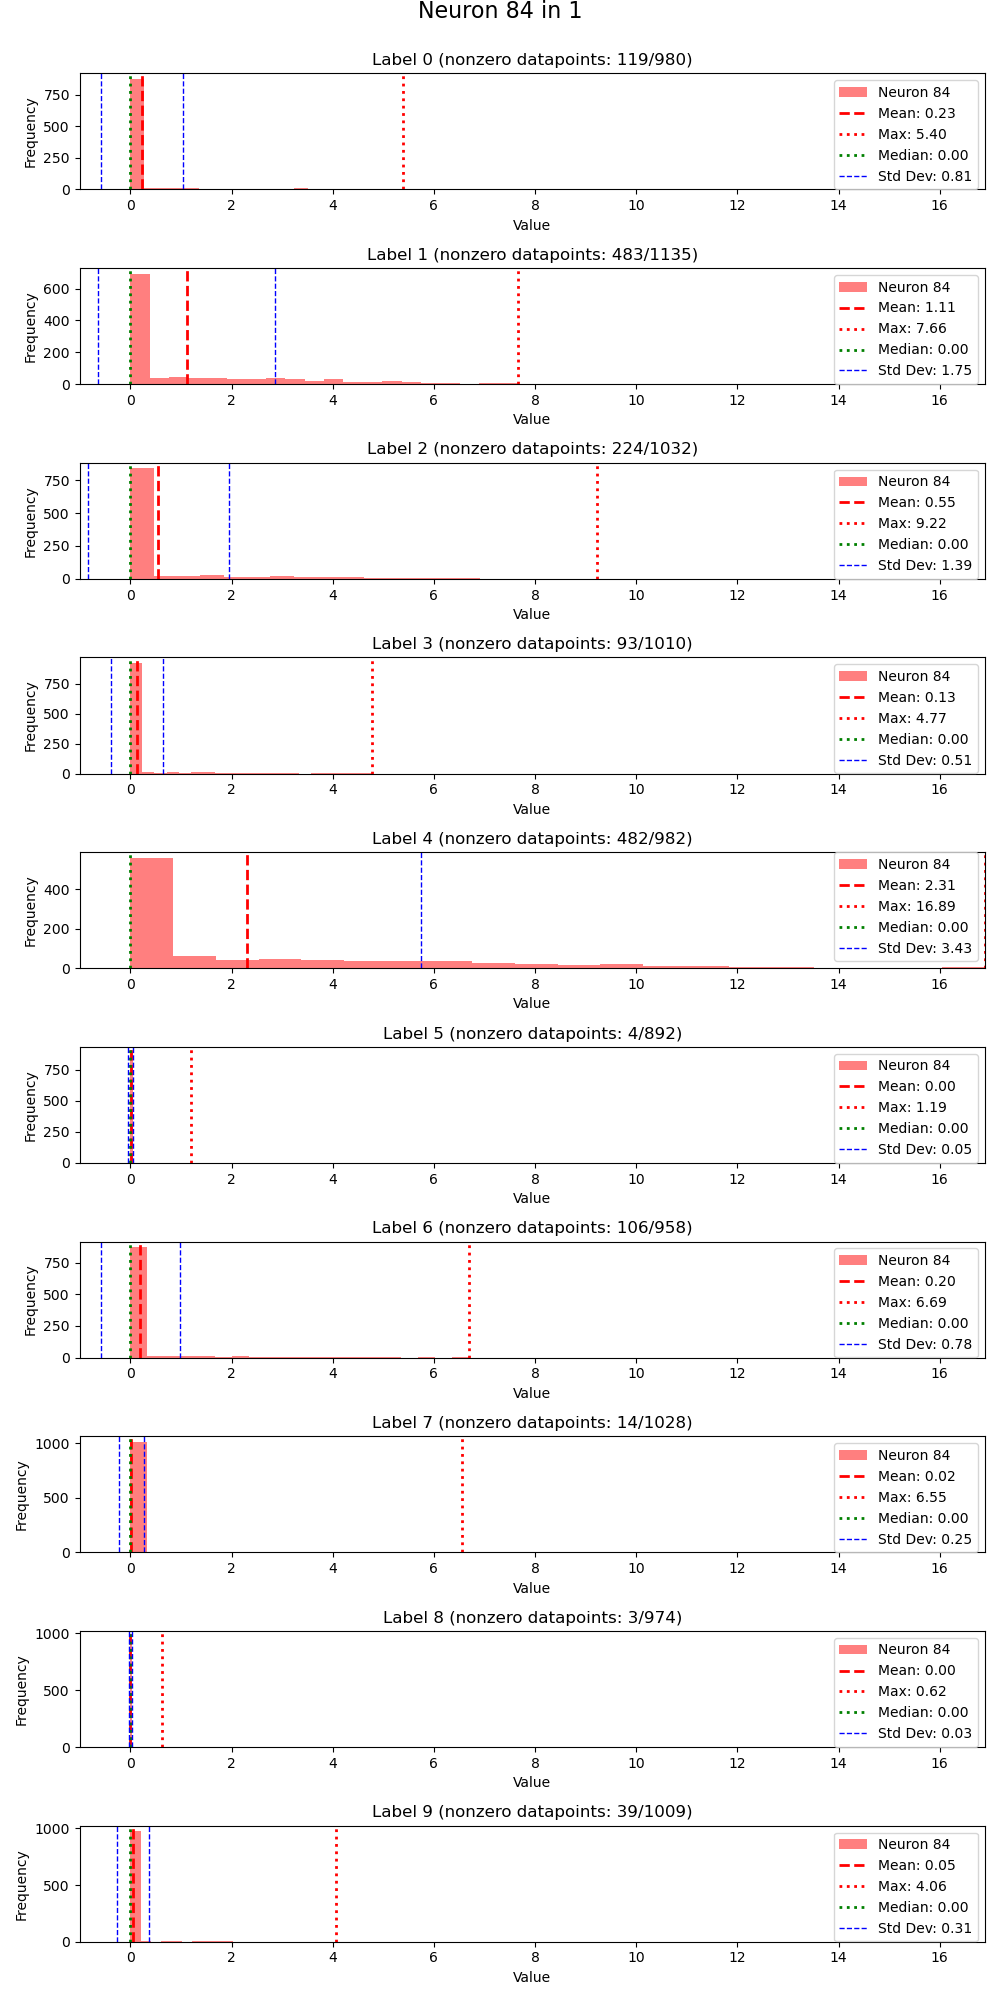 Neuron 84 in 1
Label 0 (nonzero datapoints: 119/980)
Frequency
750
500
250
0
Neuron 84
Mean: 0.23
Max: 5.40
Median: 0.00
Std Dev: 0.81
0 2 4 6 8 10 12 14 16
Value
Label 1 (nonzero datapoints: 483/1135)
Frequency
600
400
200
0
Neuron 84
Mean: 1.11
Max: 7.66
Median: 0.00
Std Dev: 1.75
0 2 4 6 8 10 12 14 16
Value
Label 2 (nonzero datapoints: 224/1032)
Frequency
750
500
250
0
Neuron 84
Mean: 0.55
Max: 9.22
Median: 0.00
Std Dev: 1.39
0 2 4 6 8 10 12 14 16
Value
Label 3 (nonzero datapoints: 93/1010)
Frequency
750
500
250
0
Neuron 84
Mean: 0.13
Max: 4.77
Median: 0.00
Std Dev: 0.51
0 2 4 6 8 10 12 14 16
Value
Label 4 (nonzero datapoints: 482/982)
Frequency
400
200
0
Neuron 84
Mean: 2.31
Max: 16.89
Median: 0.00
Std Dev: 3.43
0 2 4 6 8 10 12 14 16
Value
Label 5 (nonzero datapoints: 4/892)
Frequency
750
500
250
0
Neuron 84
Mean: 0.00
Max: 1.19
Median: 0.00
Std Dev: 0.05
0 2 4 6 8 10 12 14 16
Value
Label 6 (nonzero datapoints: 106/958)
Frequency
750
500
250
0
Neuron 84
Mean: 0.20
Max: 6.69
Median: 0.00
Std Dev: 0.78
0 2 4 6 8 10 12 14 16
Value
Label 7 (nonzero datapoints: 14/1028)
Frequency
1000
500
0
Neuron 84
Mean: 0.02
Max: 6.55
Median: 0.00
Std Dev: 0.25
0 2 4 6 8 10 12 14 16
Value
Label 8 (nonzero datapoints: 3/974)
Frequency
1000
500
0
Neuron 84
Mean: 0.00
Max: 0.62
Median: 0.00
Std Dev: 0.03
0 2 4 6 8 10 12 14 16
Value
Label 9 (nonzero datapoints: 39/1009)
Frequency
1000
500
0
Neuron 84
Mean: 0.05
Max: 4.06
Median: 0.00
Std Dev: 0.31
0 2 4 6 8 10 12 14 16
Value